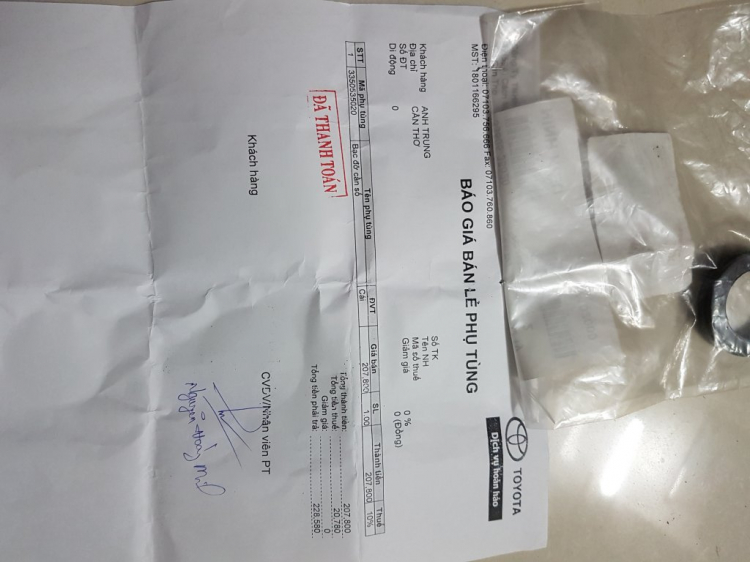 TOYOTA
Dịch vụ hoàn hảo
Điện thoại: 07103.756.666 Fax: 07103.760.860
MST: 1801166295
BÁO GIÁ BÁN LẺ PHỤ TÙNG
Khách hàng ANH TRUNG Số TK
Địa chỉ CẦN THƠ Tên NH
Số ĐT Mã số thuế 0 %
Di động 0 Giảm giá 0 (Đồng)
STT Mã phụ tùng Tên phụ tùng ĐVT Giá bán SL Thành tiền Thuế
1 3350535020 Bạc đỡ cần số Cái 207,800 1.00 207,800 10%
Tổng thành tiền: 207,800
Tổng tiền thuế: 20,780
Giảm giá: 0
Tổng tiền phải trả: 228,580
ĐÃ THANH TOÁN
Khách hàng CVDV/Nhân viên PT